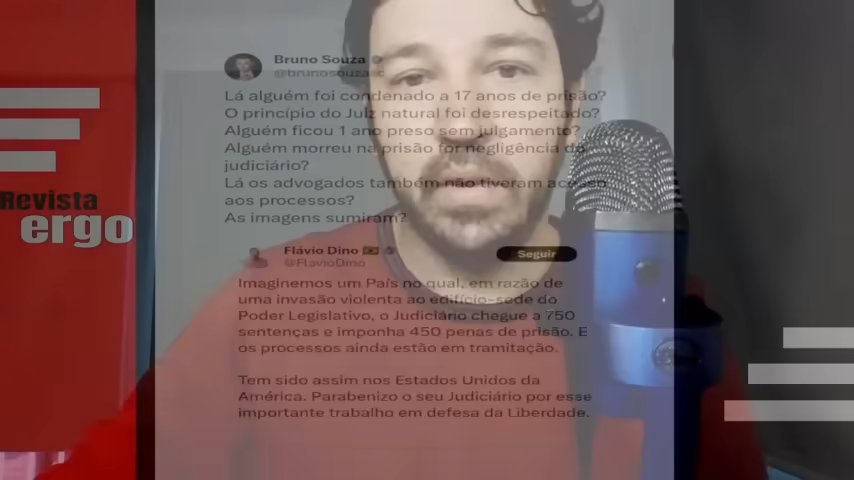 Bruno Souza
@brunosouzasc
Lá alguém foi condenado a 17 anos de prisão?
O princípio do Juiz natural foi desrespeitado?
Alguém ficou 1 ano preso sem julgamento?
Alguém morreu na prisão for negligência do
judiciário?
Lá os advogados também não tiveram acesso
aos processos?
As imagens sumiram?
Revista
ergo
Flávio Dino
Seguir
@FlavioDino
Imaginemos um País no qual, em razão de
uma invasão violenta ao edifício-sede do
Poder Legislativo, o Judiciário chegue a 750
sentenças e imponha 450 penas de prisão. E
os processos ainda estão em tramitação.
Tem sido assim nos Estados Unidos da
América. Parabenizo o seu Judiciário por esse
importante trabalho em defesa da Liberdade.